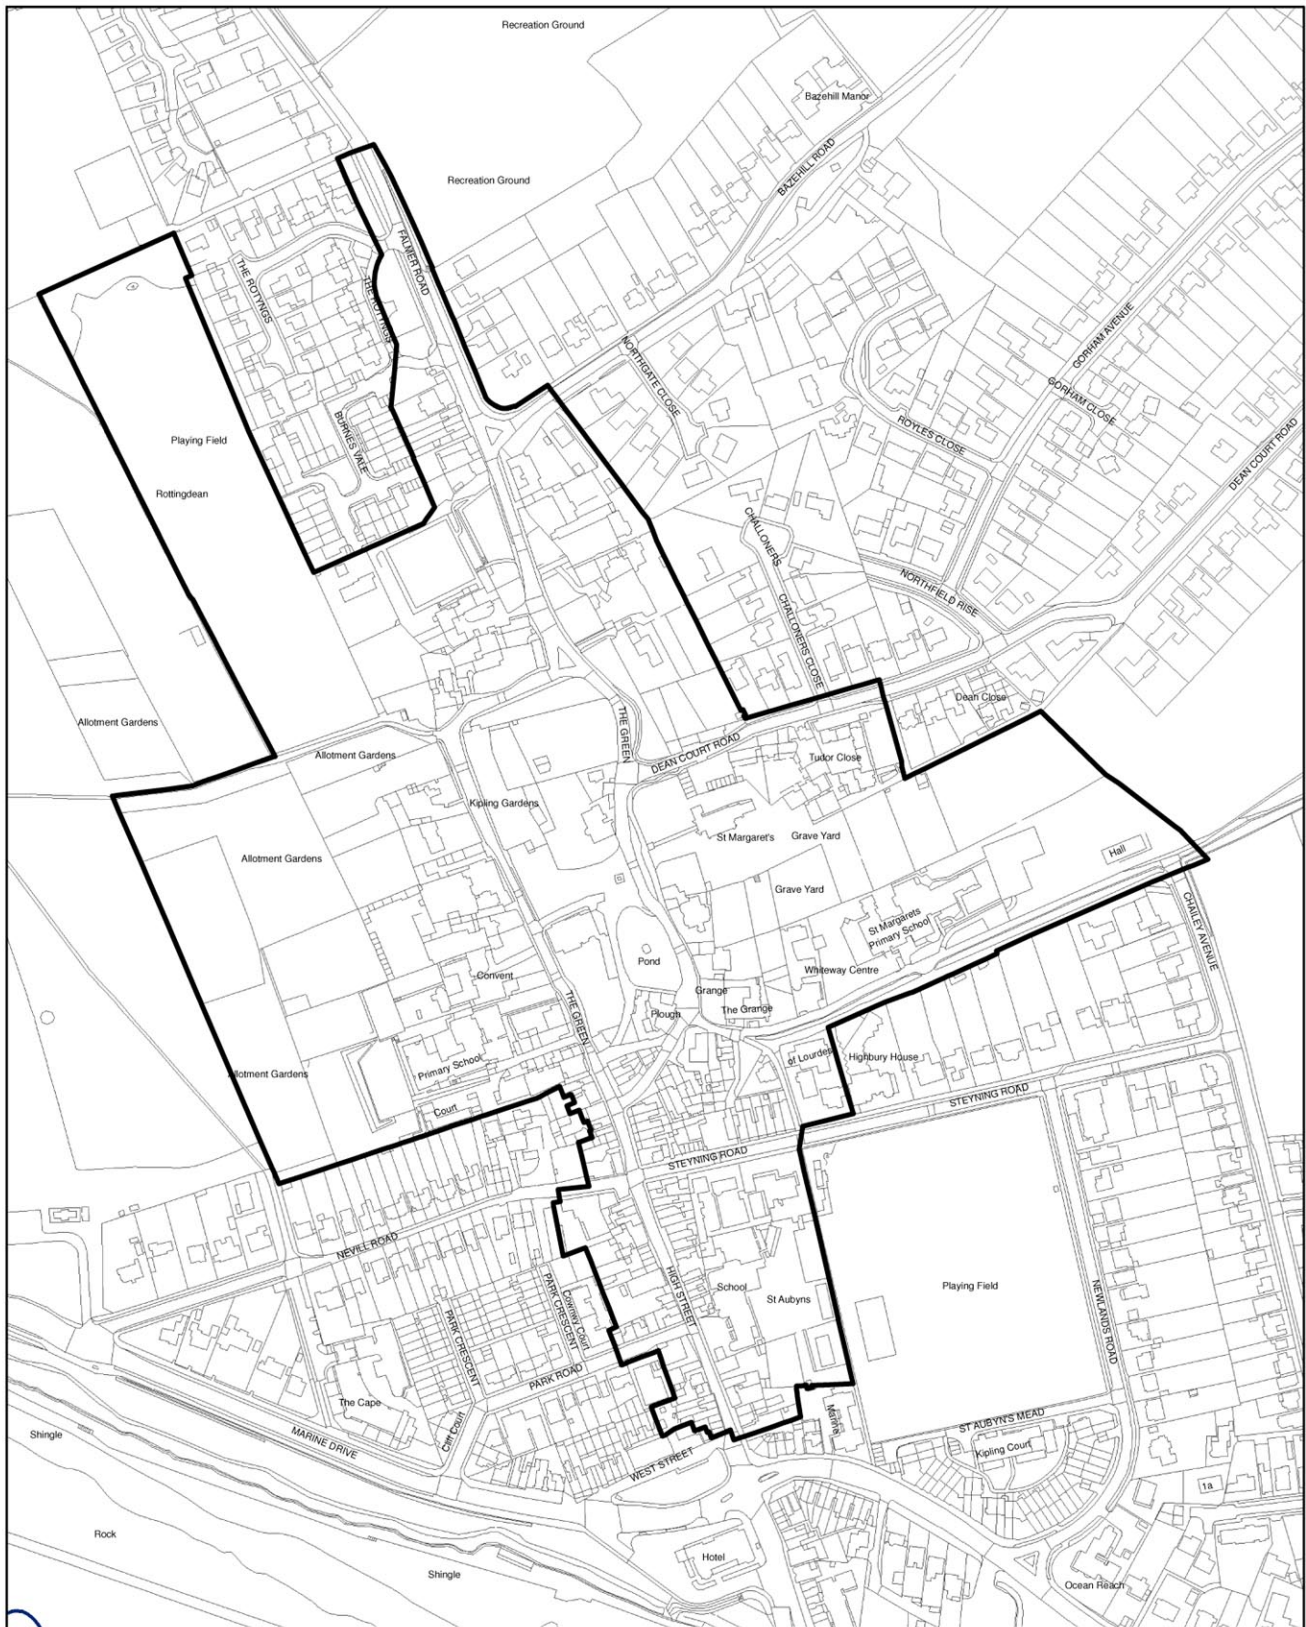 Recreation Ground
Bazehill Manor
BAZEHILL ROAD
Recreation Ground
FALMER ROAD
THE ROTYNGS
THE ROTYNGS
NORTHGATE CLOSE
GORHAM AVENUE
GORHAM CLOSE
ROYLES CLOSE
DEAN COURT ROAD
BURNES VALE
Playing Field
Rottingdean
CHALLONERS
NORTHFIELD RISE
CHALLONERS CLOSE
Dean Close
Allotment Gardens
THE GREEN
DEAN COURT ROAD
Allotment Gardens
Tudor Close
Kipling Gardens
St Margaret's
Grave Yard
Allotment Gardens
Hall
Grave Yard
St Margarets
Primary School
CHAILEY AVENUE
Pond
Whiteway Centre
Convent
Grange
The Grange
Plough
THE GREEN
of Lourdes
Highbury House
Primary School
Allotment Gardens
STEYNING ROAD
Court
STEYNING ROAD
NEVILL ROAD
HIGH STREET
School
St Aubyns
Playing Field
PARK CRESCENT
PARK CRESCENT
NEWLANDS ROAD
PARK ROAD
The Cape
Cliff Court
Marine
ST AUBYN'S MEAD
Kipling Court
MARINE DRIVE
Shingle
WEST STREET
1a
Rock
Hotel
Shingle
Ocean Reach